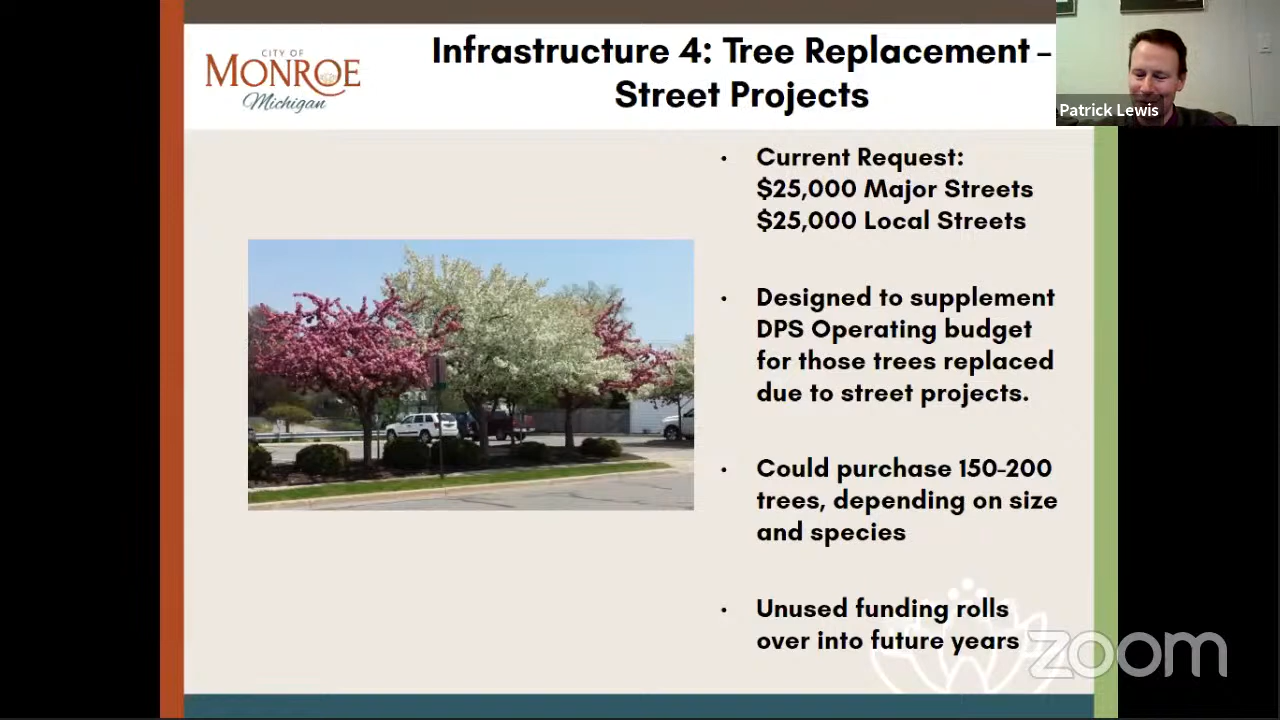 CITY OF
MONROE
Michigan
Infrastructure 4: Tree Replacement –
Street Projects
Patrick Lewis
• Current Request:
$25,000 Major Streets
$25,000 Local Streets
• Designed to supplement
DPS Operating budget
for those trees replaced
due to street projects.
• Could purchase 150-200
trees, depending on size
and species
• Unused funding rolls
over into future years
zoom